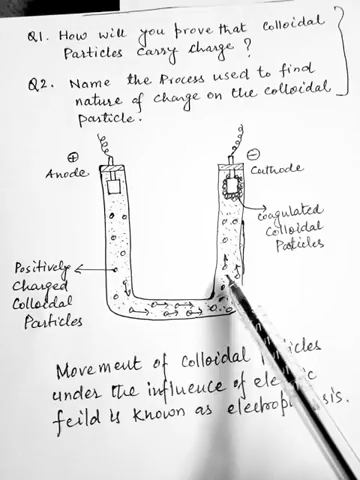 Q1. How will you prove that colloidal
Particles carry charge?
Q2. Name the Process used to find
nature of charge on the colloidal
particle.
+
−
Anode
Cathode
Coagulated
Colloidal
Particles
Positively
Charged
Colloidal
Particles
Movement of colloidal
under the influence of
feild is known as